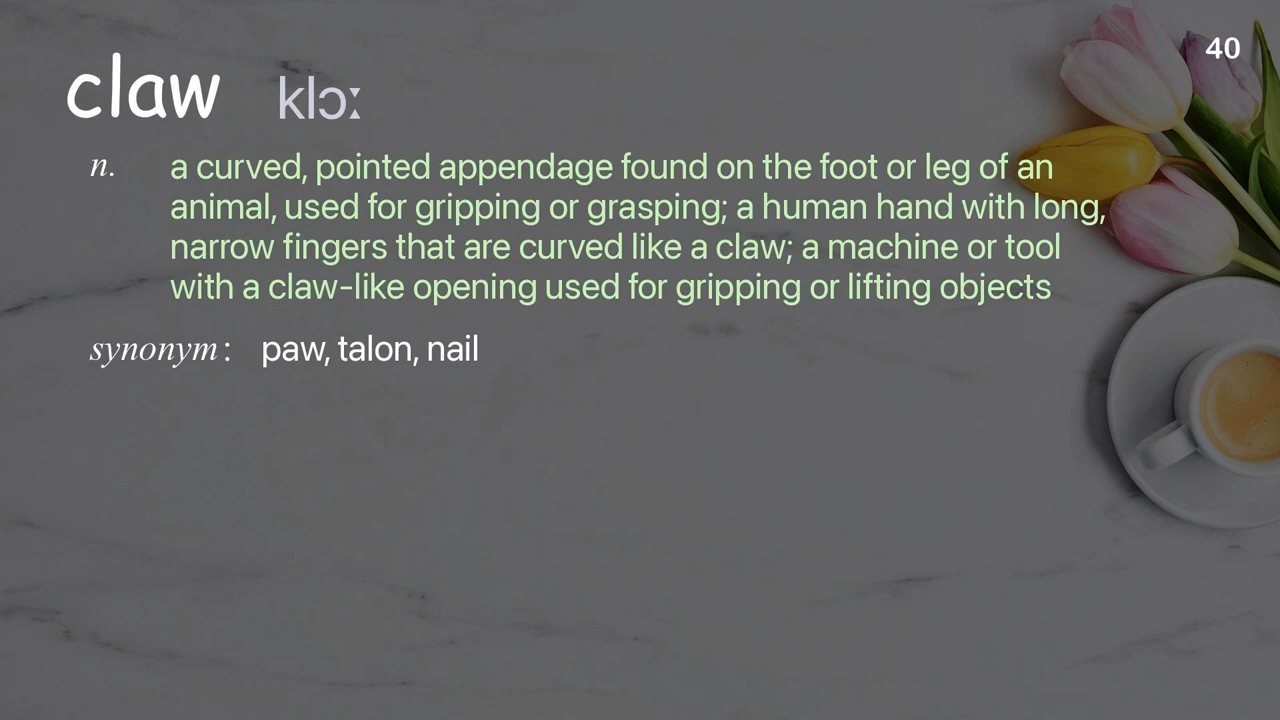 40
claw klɔː
n. a curved, pointed appendage found on the foot or leg of an
animal, used for gripping or grasping; a human hand with long,
narrow fingers that are curved like a claw; a machine or tool
with a claw-like opening used for gripping or lifting objects
synonym: paw, talon, nail